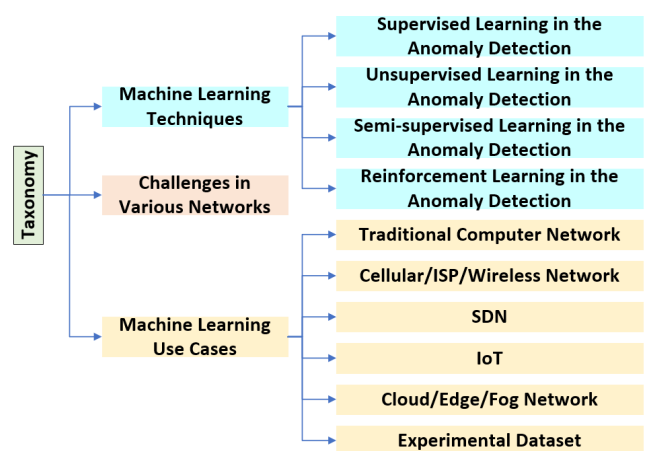 Taxonomy
Machine Learning
Techniques
Supervised Learning in the
Anomaly Detection
Unsupervised Learning in the
Anomaly Detection
Semi-supervised Learning in the
Anomaly Detection
Reinforcement Learning in the
Anomaly Detection
Challenges in
Various Networks
Machine Learning
Use Cases
Traditional Computer Network
Cellular/ISP/Wireless Network
SDN
IoT
Cloud/Edge/Fog Network
Experimental Dataset